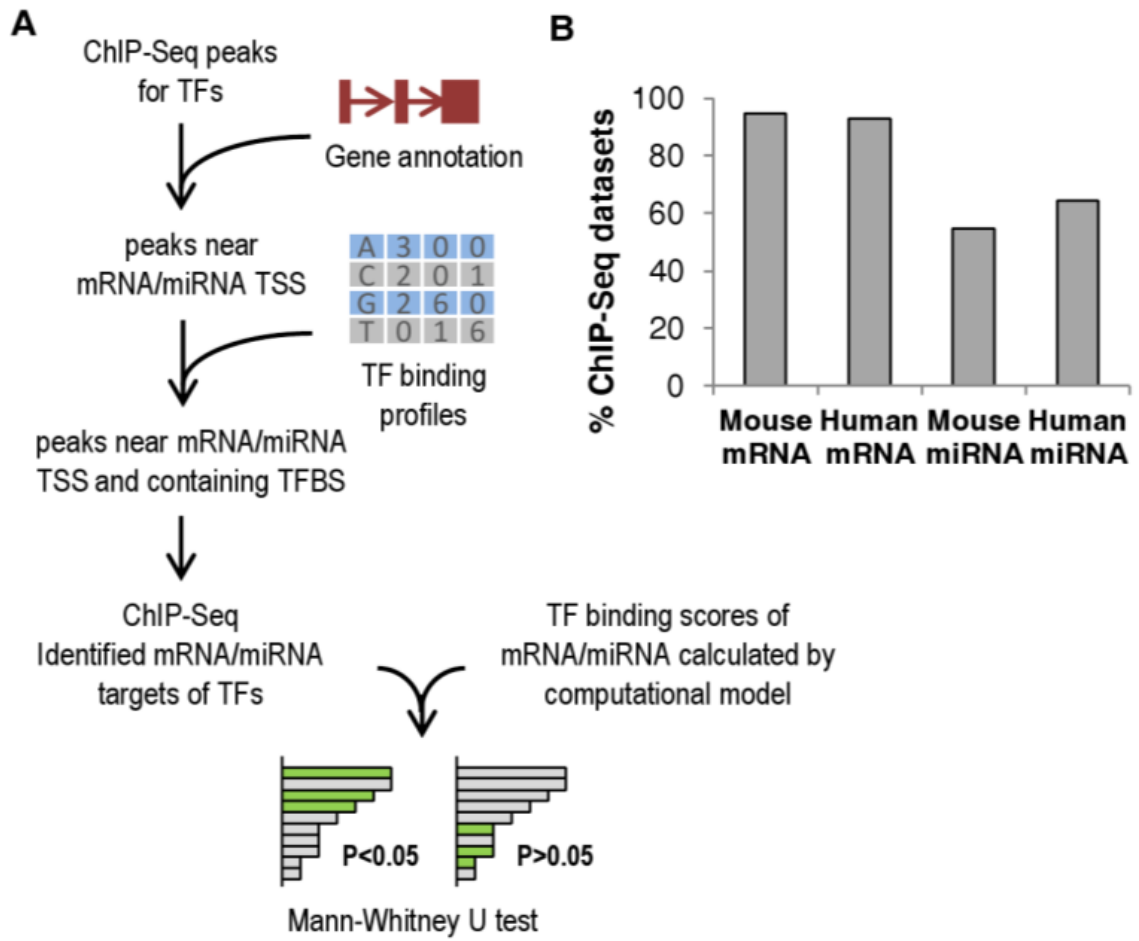 A
ChIP-Seq peaks
for TFs
Gene annotation
peaks near
mRNA/miRNA TSS
A 3 0 0
C 2 0 1
G 2 6 0
T 0 1 6
TF binding
profiles
peaks near mRNA/miRNA
TSS and containing TFBS
ChIP-Seq
Identified mRNA/miRNA
targets of TFs
TF binding scores of
mRNA/miRNA calculated by
computational model
P<0.05
P>0.05
Mann-Whitney U test
B
% ChIP-Seq datasets
100
80
60
40
20
0
Mouse Human Mouse Human
mRNA mRNA miRNA miRNA